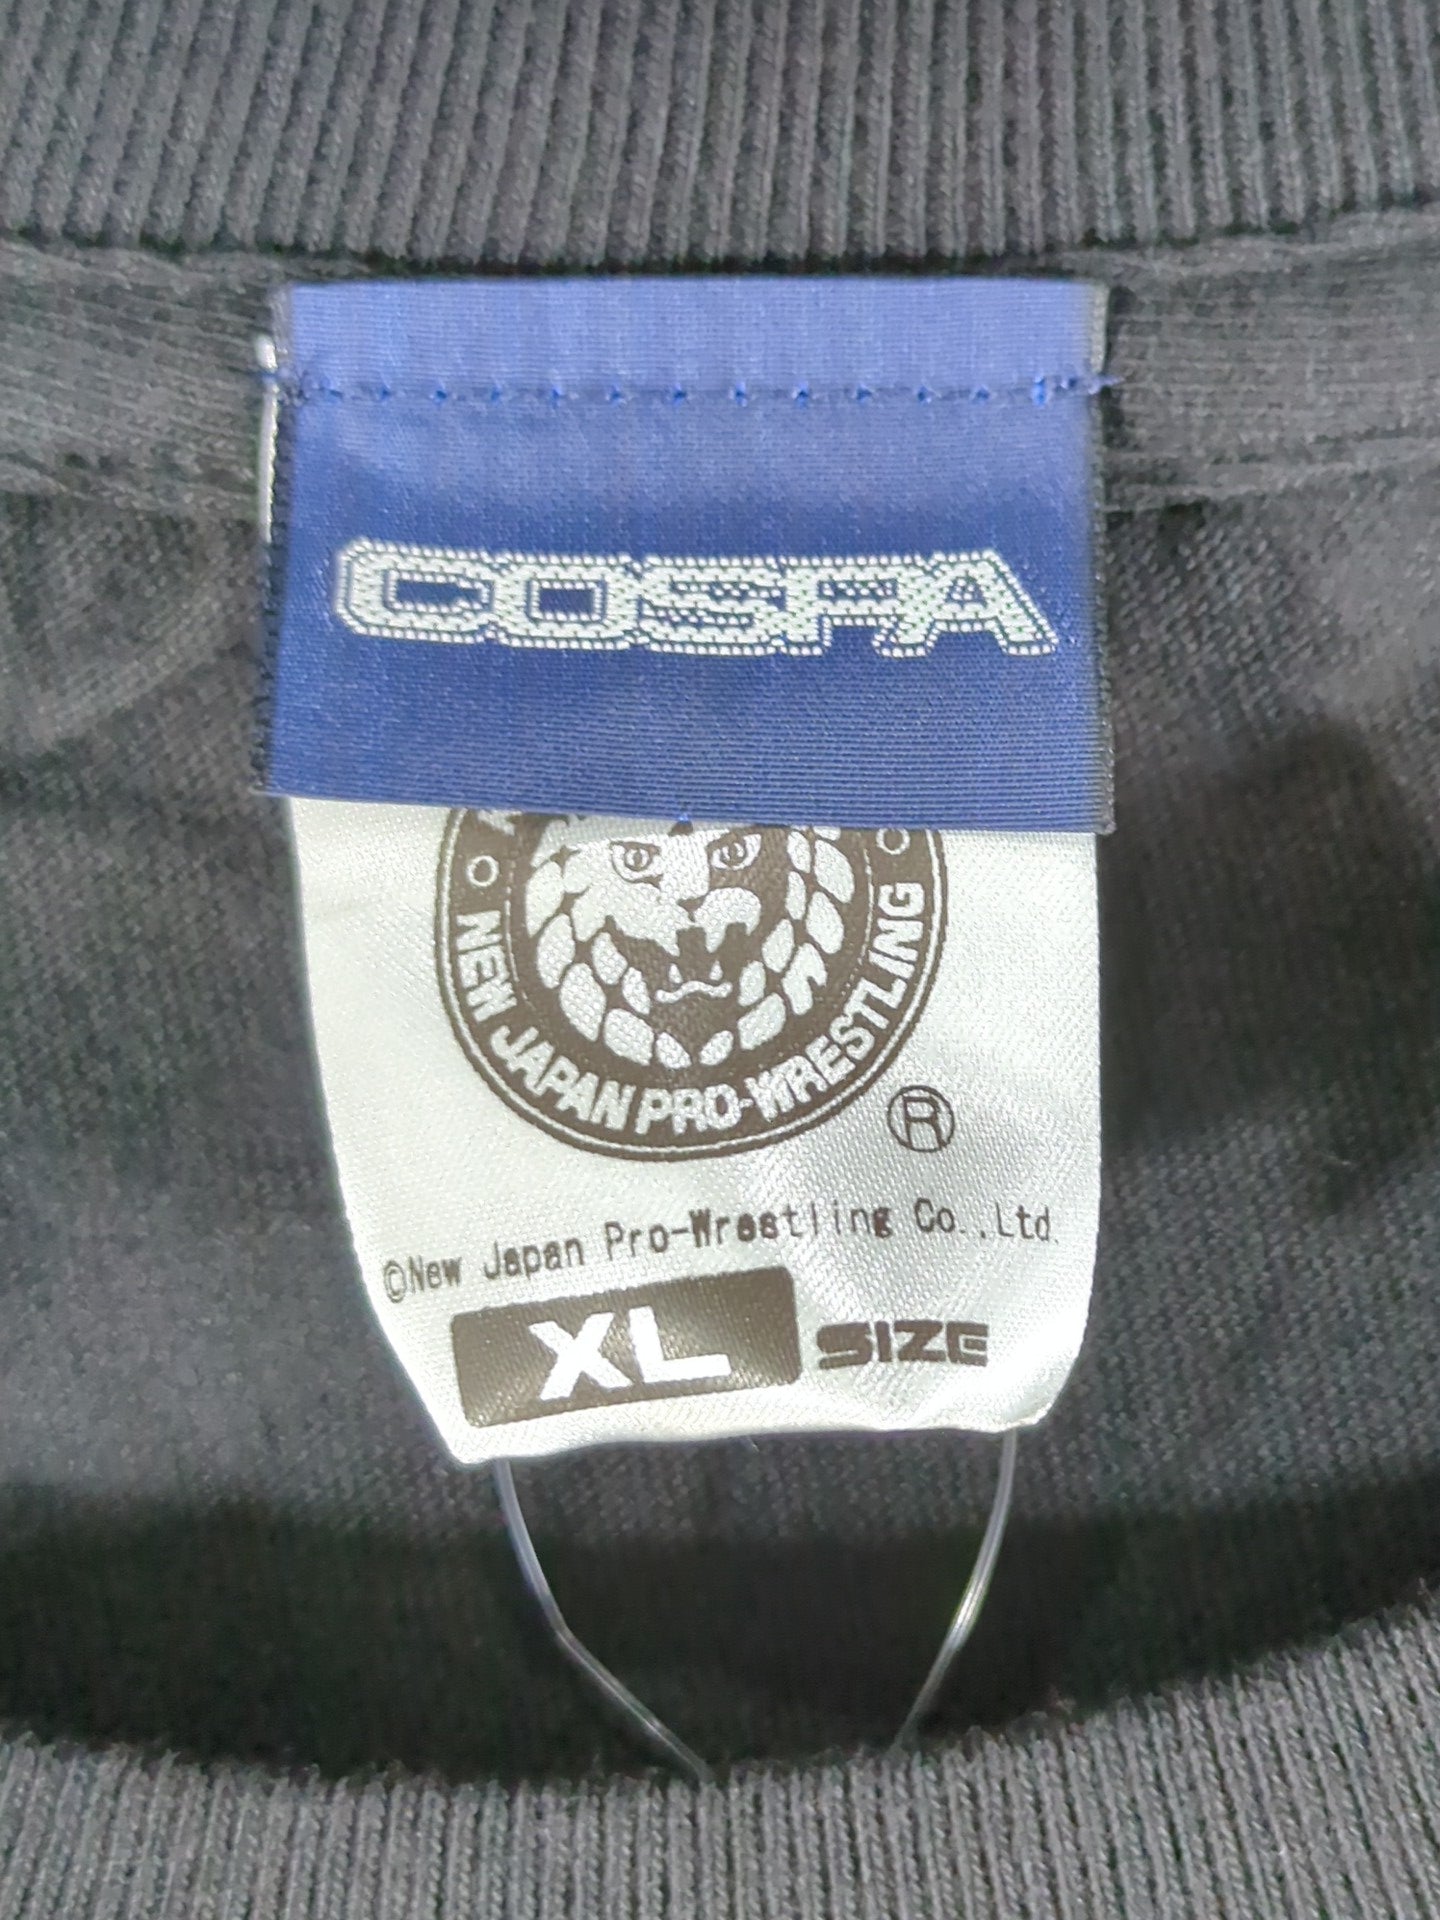 COSPA
NEW JAPAN PRO-WRESTLING
®
©New Japan Pro-Wrestling Co.,Ltd.
XL SIZE